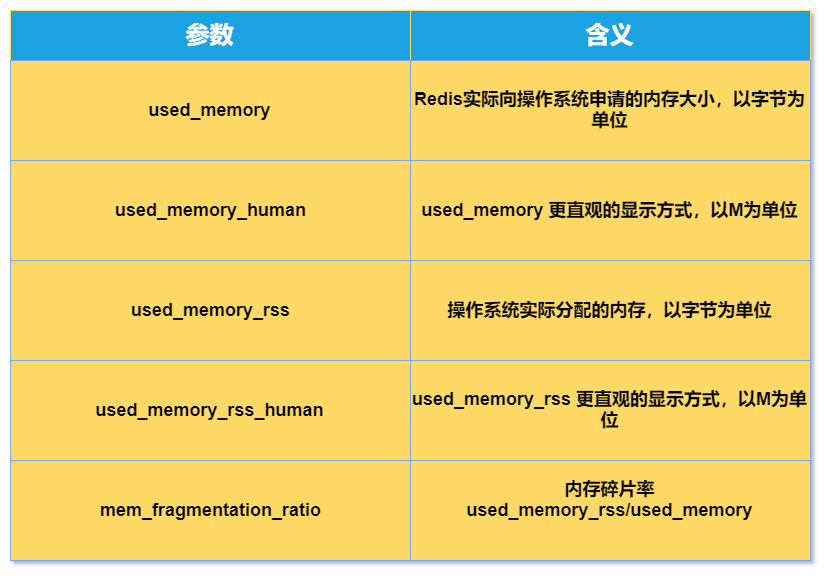 参数
含义
used_memory
Redis实际向操作系统申请的内存大小，以字节为
单位
used_memory_human
used_memory 更直观的显示方式，以M为单位
used_memory_rss
操作系统实际分配的内存，以字节为单位
used_memory_rss_human
used_memory_rss 更直观的显示方式，以M为单
位
mem_fragmentation_ratio
内存碎片率
used_memory_rss/used_memory